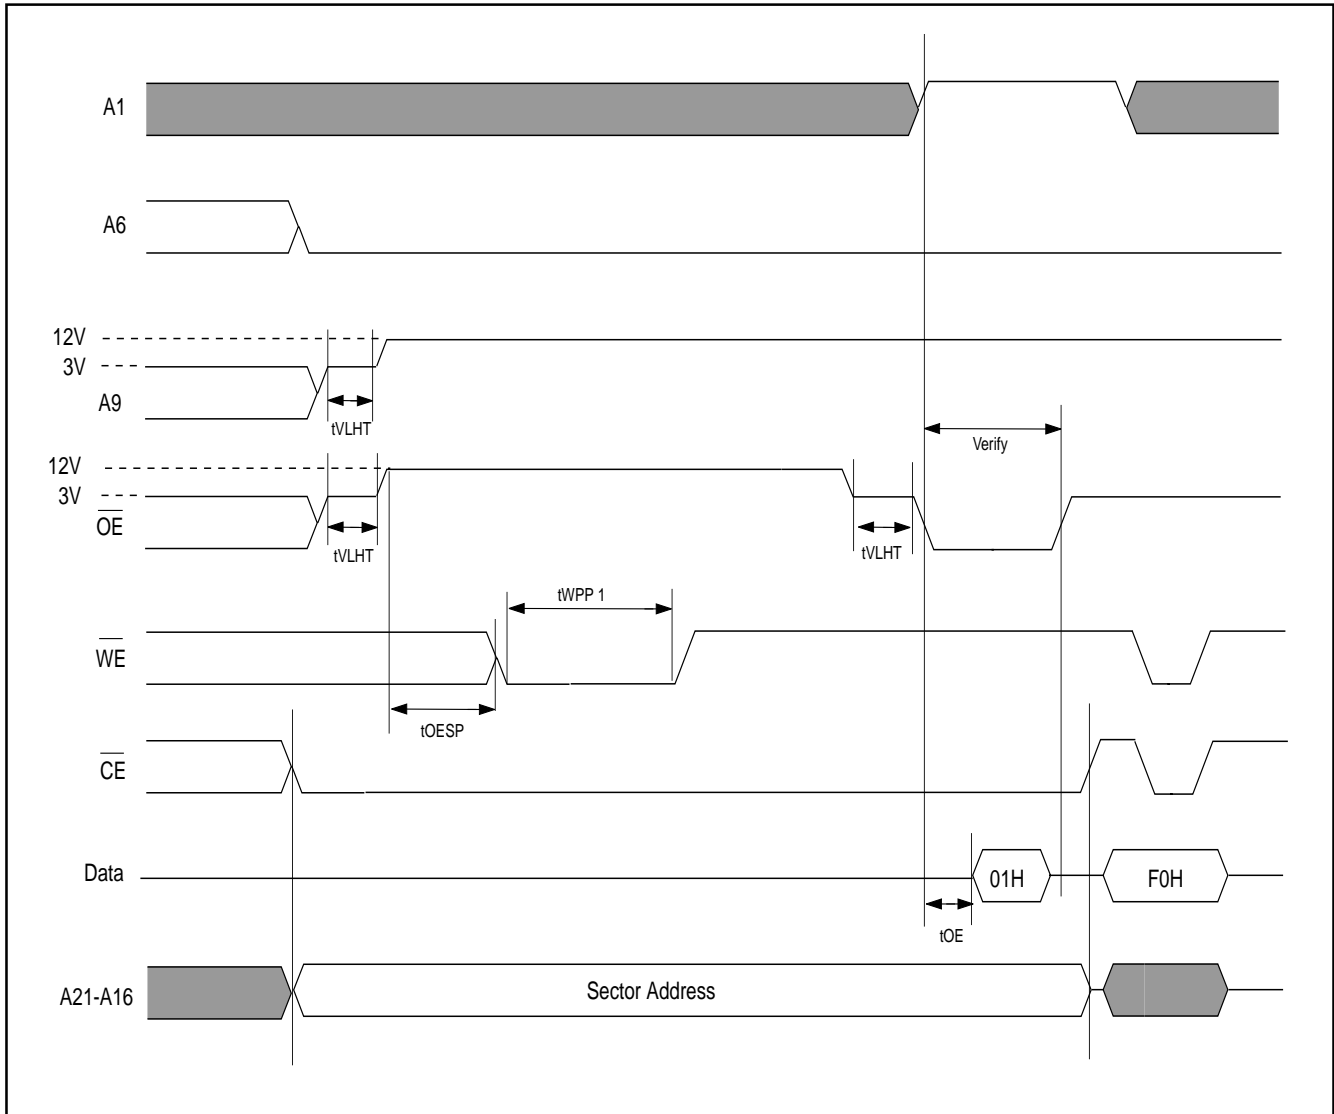 A1
A6
12V
3V
A9
tVLHT
Verify
12V
3V
OE
tVLHT
tVLHT
tWPP 1
WE
tOESP
CE
Data
01H
F0H
tOE
A21-A16
Sector Address